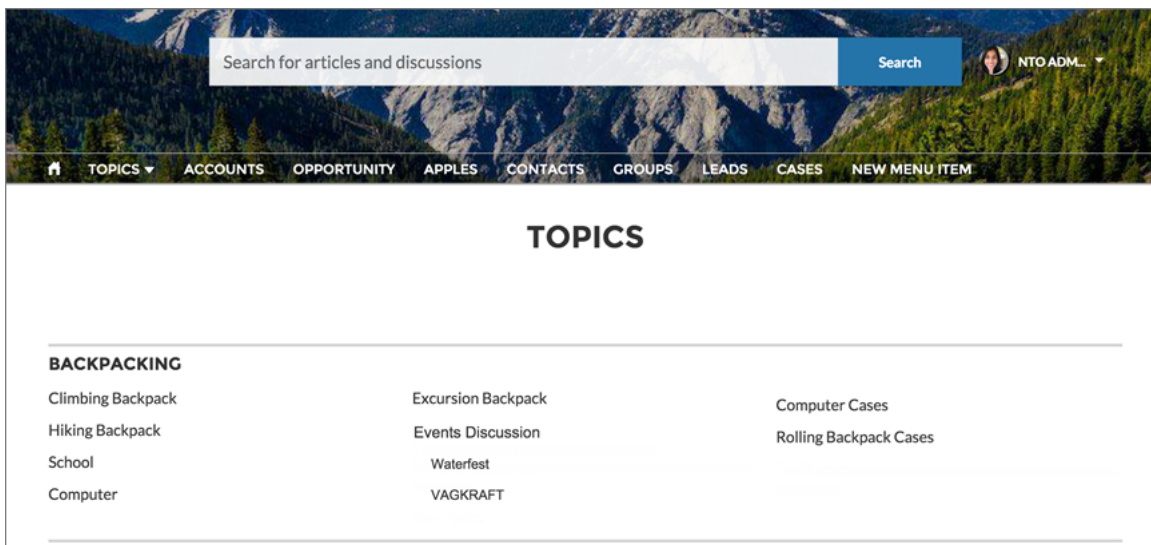 Search for articles and discussions
Search
NTO ADM...
TOPICS
ACCOUNTS
OPPORTUNITY
APPLES
CONTACTS
GROUPS
LEADS
CASES
NEW MENU ITEM
TOPICS
BACKPACKING
Climbing Backpack
Hiking Backpack
School
Computer
Excursion Backpack
Events Discussion
Waterfest
VAGKRAFT
Computer Cases
Rolling Backpack Cases